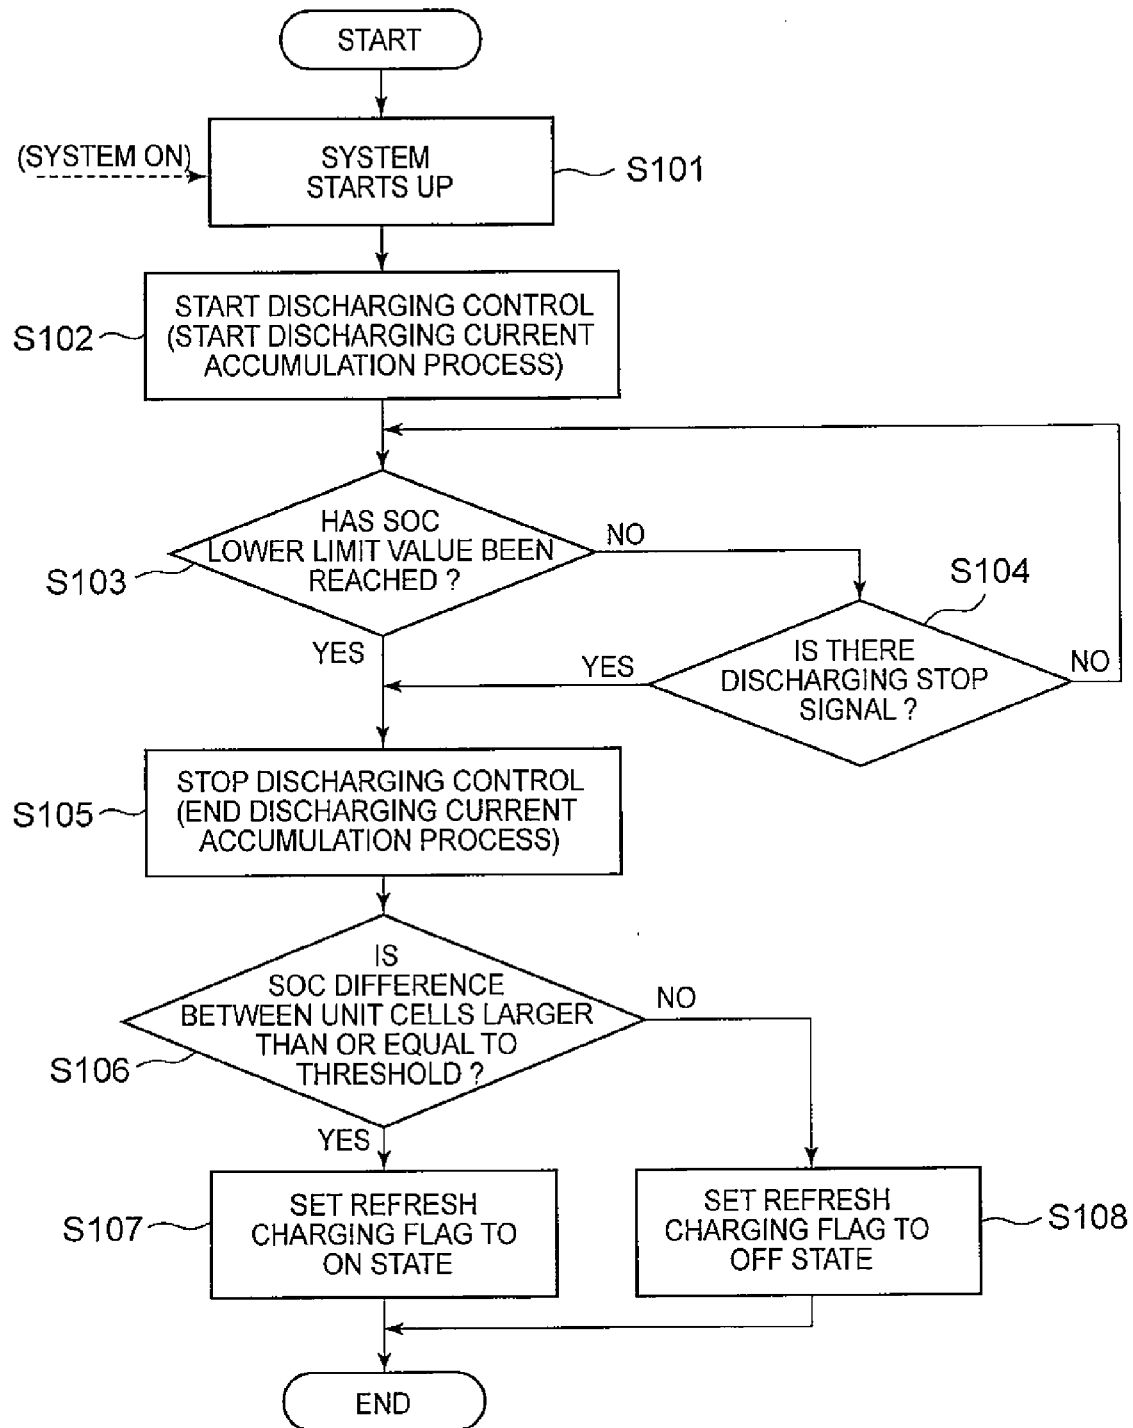 START
(SYSTEM ON)
SYSTEM
STARTS UP
S101
START DISCHARGING CONTROL
(START DISCHARGING CURRENT
ACCUMULATION PROCESS)
S102
HAS SOC
LOWER LIMIT VALUE BEEN
REACHED ?
S103
NO
YES
S104
IS THERE
DISCHARGING STOP
SIGNAL ?
YES
NO
STOP DISCHARGING CONTROL
(END DISCHARGING CURRENT
ACCUMULATION PROCESS)
S105
IS
SOC DIFFERENCE
BETWEEN UNIT CELLS LARGER
THAN OR EQUAL TO
THRESHOLD ?
S106
NO
YES
SET REFRESH
CHARGING FLAG TO
ON STATE
S107
SET REFRESH
CHARGING FLAG TO
OFF STATE
S108
END